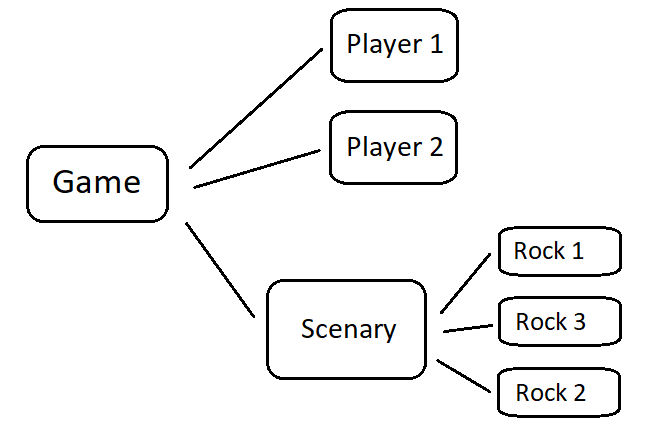 Player 1
Player 2
Game
Rock 1
Scenary
Rock 3
Rock 2